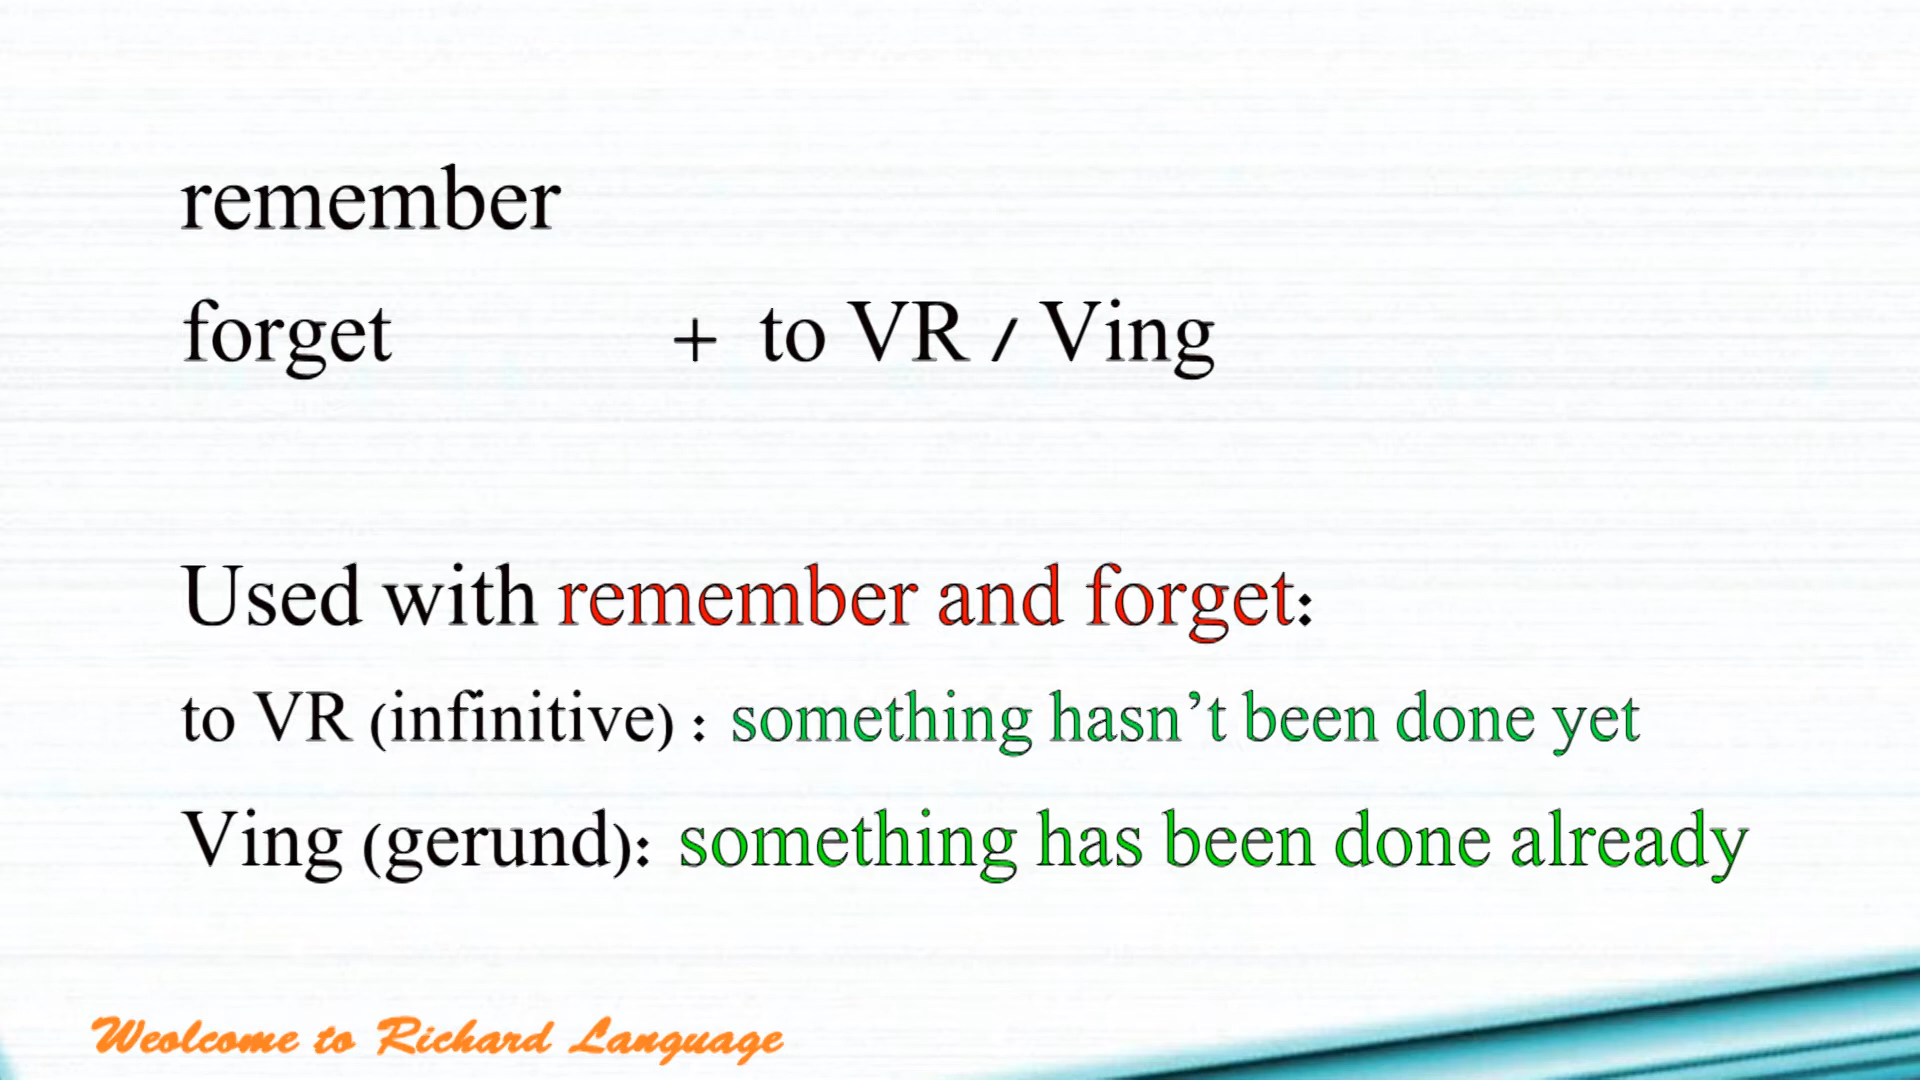 remember
forget + to VR / Ving
Used with remember and forget:
to VR (infinitive) : something hasn’t been done yet
Ving (gerund): something has been done already
Weolcome to Richard Language